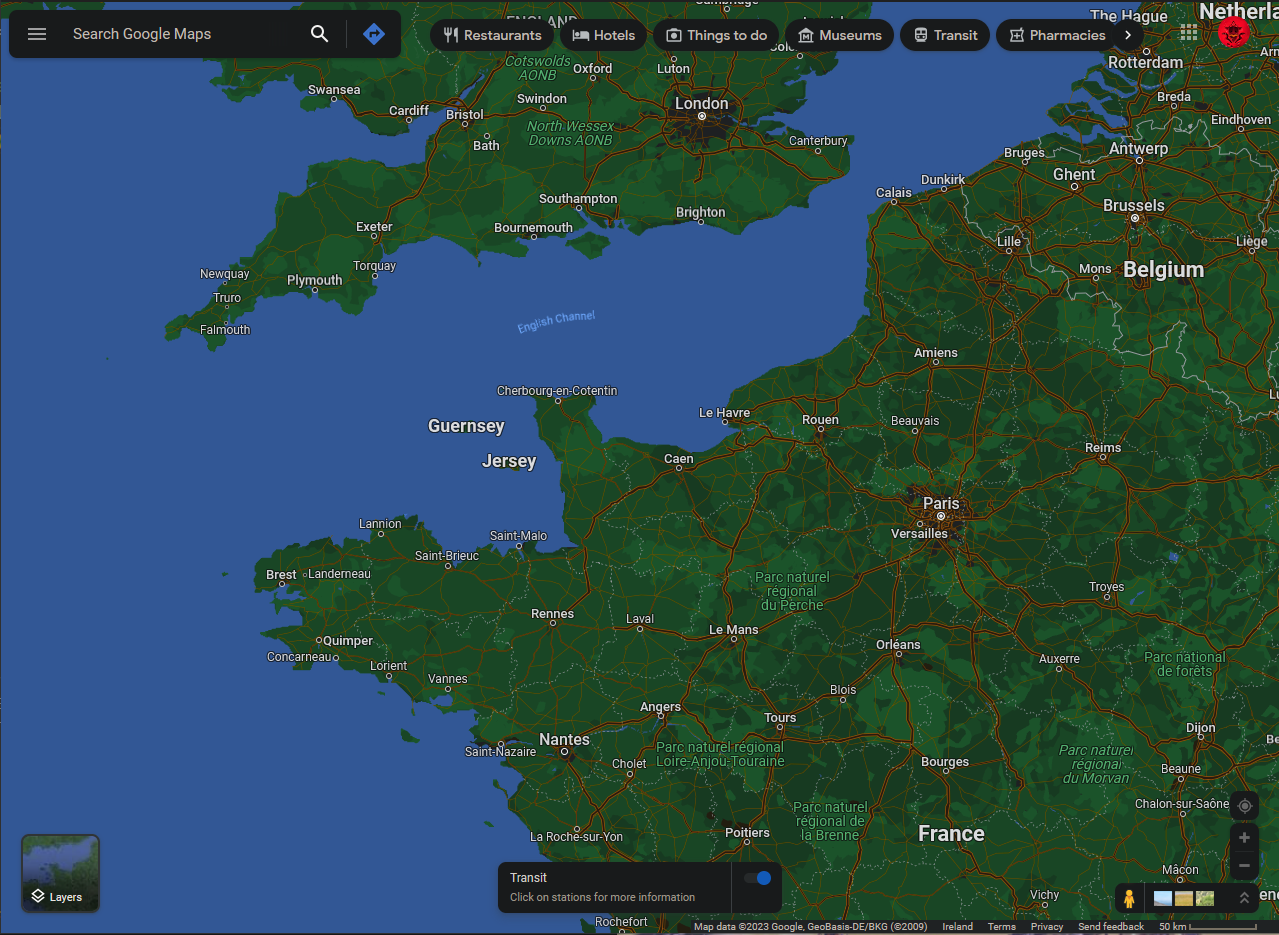 Search Google Maps
Restaurants
Hotels
Things to do
Museums
Transit
Pharmacies
ENGLAND
Cambridge
The Hague
Netherla
Rotterdam
Arn
Cotswolds
AONB
Oxford
Luton
Swansea
Swindon
London
Breda
Cardiff
Bristol
Eindhoven
North Wessex
Downs AONB
Bath
Canterbury
Antwerp
Bruges
Ghent
Dunkirk
Calais
Southampton
Brighton
Brussels
Exeter
Bournemouth
Lille
Liège
Torquay
Newquay
Plymouth
Mons
Belgium
Truro
Falmouth
English Channel
Amiens
Cherbourg-en-Cotentin
Le Havre
Rouen
Beauvais
Guernsey
Jersey
Caen
Reims
Paris
Versailles
Lannion
Saint-Malo
Saint-Brieuc
Brest
Landerneau
Parc naturel
régional
du Perche
Troyes
Rennes
Laval
Le Mans
Quimper
Concarneau
Orléans
Auxerre
Parc national
de forêts
Lorient
Vannes
Blois
Angers
Tours
Dijon
Nantes
Saint-Nazaire
Parc naturel régional
Loire-Anjou-Touraine
Parc naturel
régional
du Morvan
Be
Cholet
Bourges
Beaune
Chalon-sur-Saône
Parc naturel
régional de
la Brenne
La Roche-sur-Yon
Poitiers
France
Mâcon
Vichy
Layers
Transit
Click on stations for more information
Rochefort
Map data ©2023 Google, GeoBasis-DE/BKG (©2009)
Ireland
Terms
Privacy
Send feedback
50 km